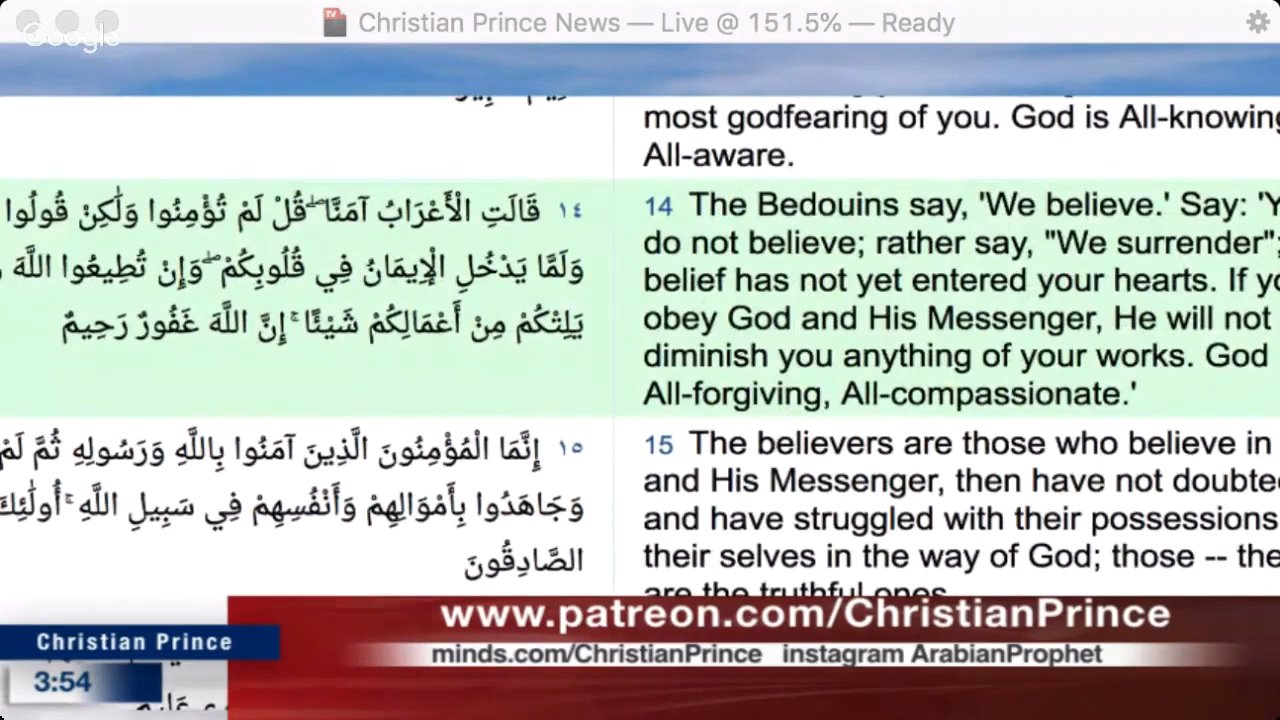 Christian Prince News — Live @ 151.5% — Ready
Google
most godfearing of you. God is All-knowing
All-aware.
١٤ قَالَتِ الْأَعْرَابُ آمَنَّا ۖ قُلْ لَمْ تُؤْمِنُوا وَلَٰكِنْ قُولُوا
وَلَمَّا يَدْخُلِ الْإِيمَانُ فِي قُلُوبِكُمْ ۖ وَإِنْ تُطِيعُوا اللَّهَ
يَلِتْكُمْ مِنْ أَعْمَالِكُمْ شَيْئًا ۚ إِنَّ اللَّهَ غَفُورٌ رَحِيمٌ
14 The Bedouins say, 'We believe.' Say: 'Y
do not believe; rather say, "We surrender";
belief has not yet entered your hearts. If yo
obey God and His Messenger, He will not
diminish you anything of your works. God
All-forgiving, All-compassionate.'
١٥ إِنَّمَا الْمُؤْمِنُونَ الَّذِينَ آمَنُوا بِاللَّهِ وَرَسُولِهِ ثُمَّ لَمْ
وَجَاهَدُوا بِأَمْوَالِهِمْ وَأَنْفُسِهِمْ فِي سَبِيلِ اللَّهِ ۚ أُولَٰئِكَ
الصَّادِقُونَ
15 The believers are those who believe in
and His Messenger, then have not doubte
and have struggled with their possessions
their selves in the way of God; those -- the
are the truthful ones.
www.patreon.com/ChristianPrince
Christian Prince
minds.com/ChristianPrince instagram ArabianProphet
3:54